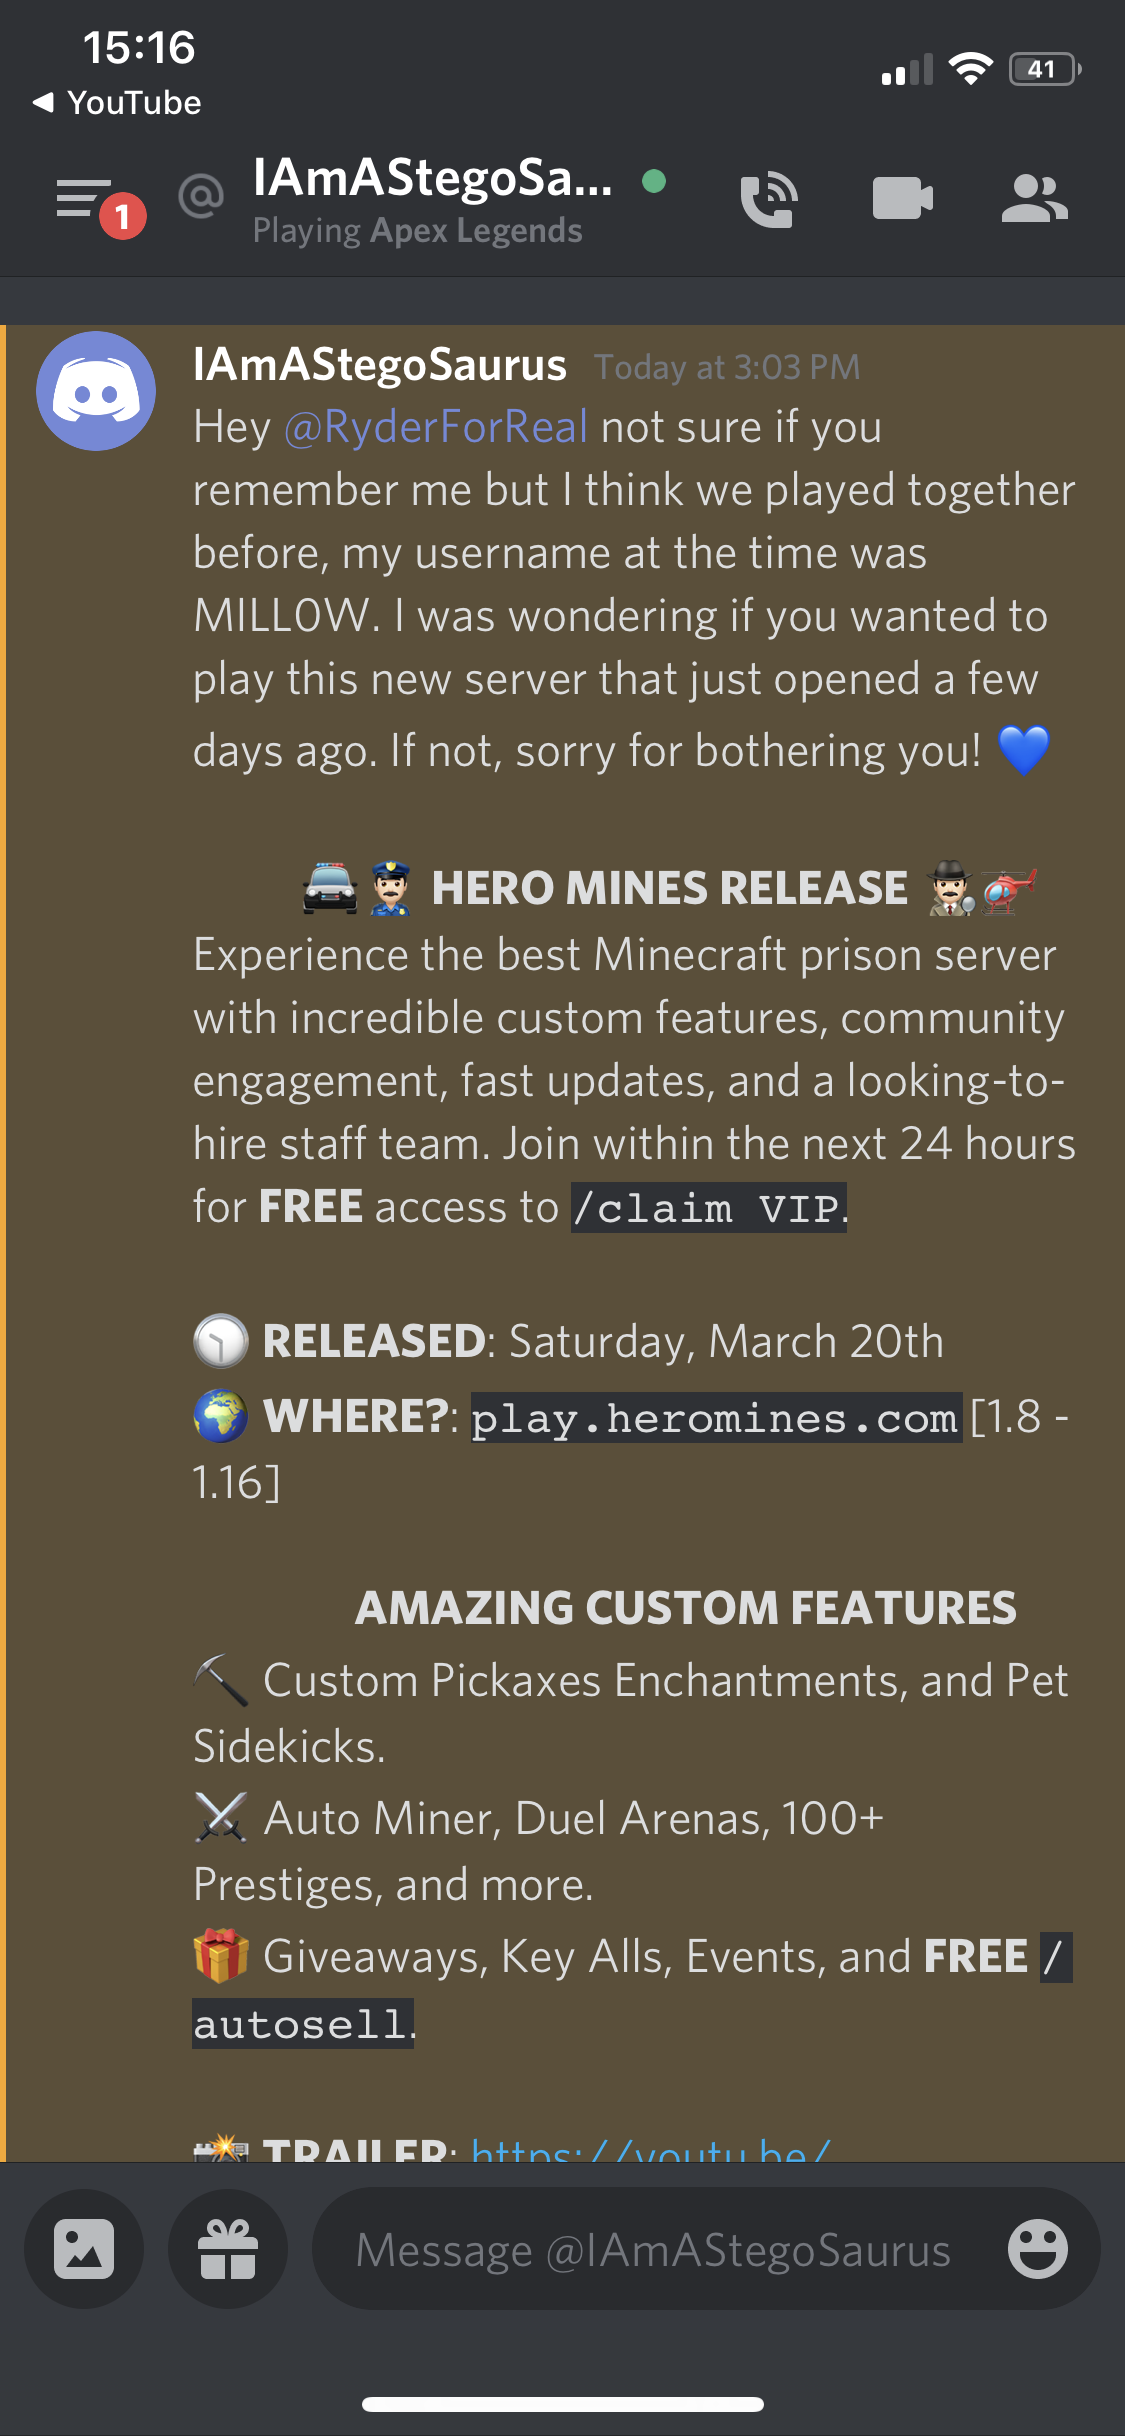 15:16
◀ YouTube
41
1
@ IAmAStegoSa...
Playing Apex Legends
IAmAStegoSaurus Today at 3:03 PM
Hey @RyderForReal not sure if you
remember me but I think we played together
before, my username at the time was
MILLOW. I was wondering if you wanted to
play this new server that just opened a few
days ago. If not, sorry for bothering you! 💙
🚔👮🏻‍♂️ HERO MINES RELEASE 🕵🏻‍♂️🚁
Experience the best Minecraft prison server
with incredible custom features, community
engagement, fast updates, and a looking-to-
hire staff team. Join within the next 24 hours
for FREE access to /claim VIP.
🕥 RELEASED: Saturday, March 20th
🌍 WHERE?: play.heromines.com [1.8 -
1.16]
AMAZING CUSTOM FEATURES
⛏ Custom Pickaxes Enchantments, and Pet
Sidekicks.
⚔ Auto Miner, Duel Arenas, 100+
Prestiges, and more.
🎁 Giveaways, Key Alls, Events, and FREE /
autosell.
📸 TRAILER: https://youtu.be/
Message @IAmAStegoSaurus